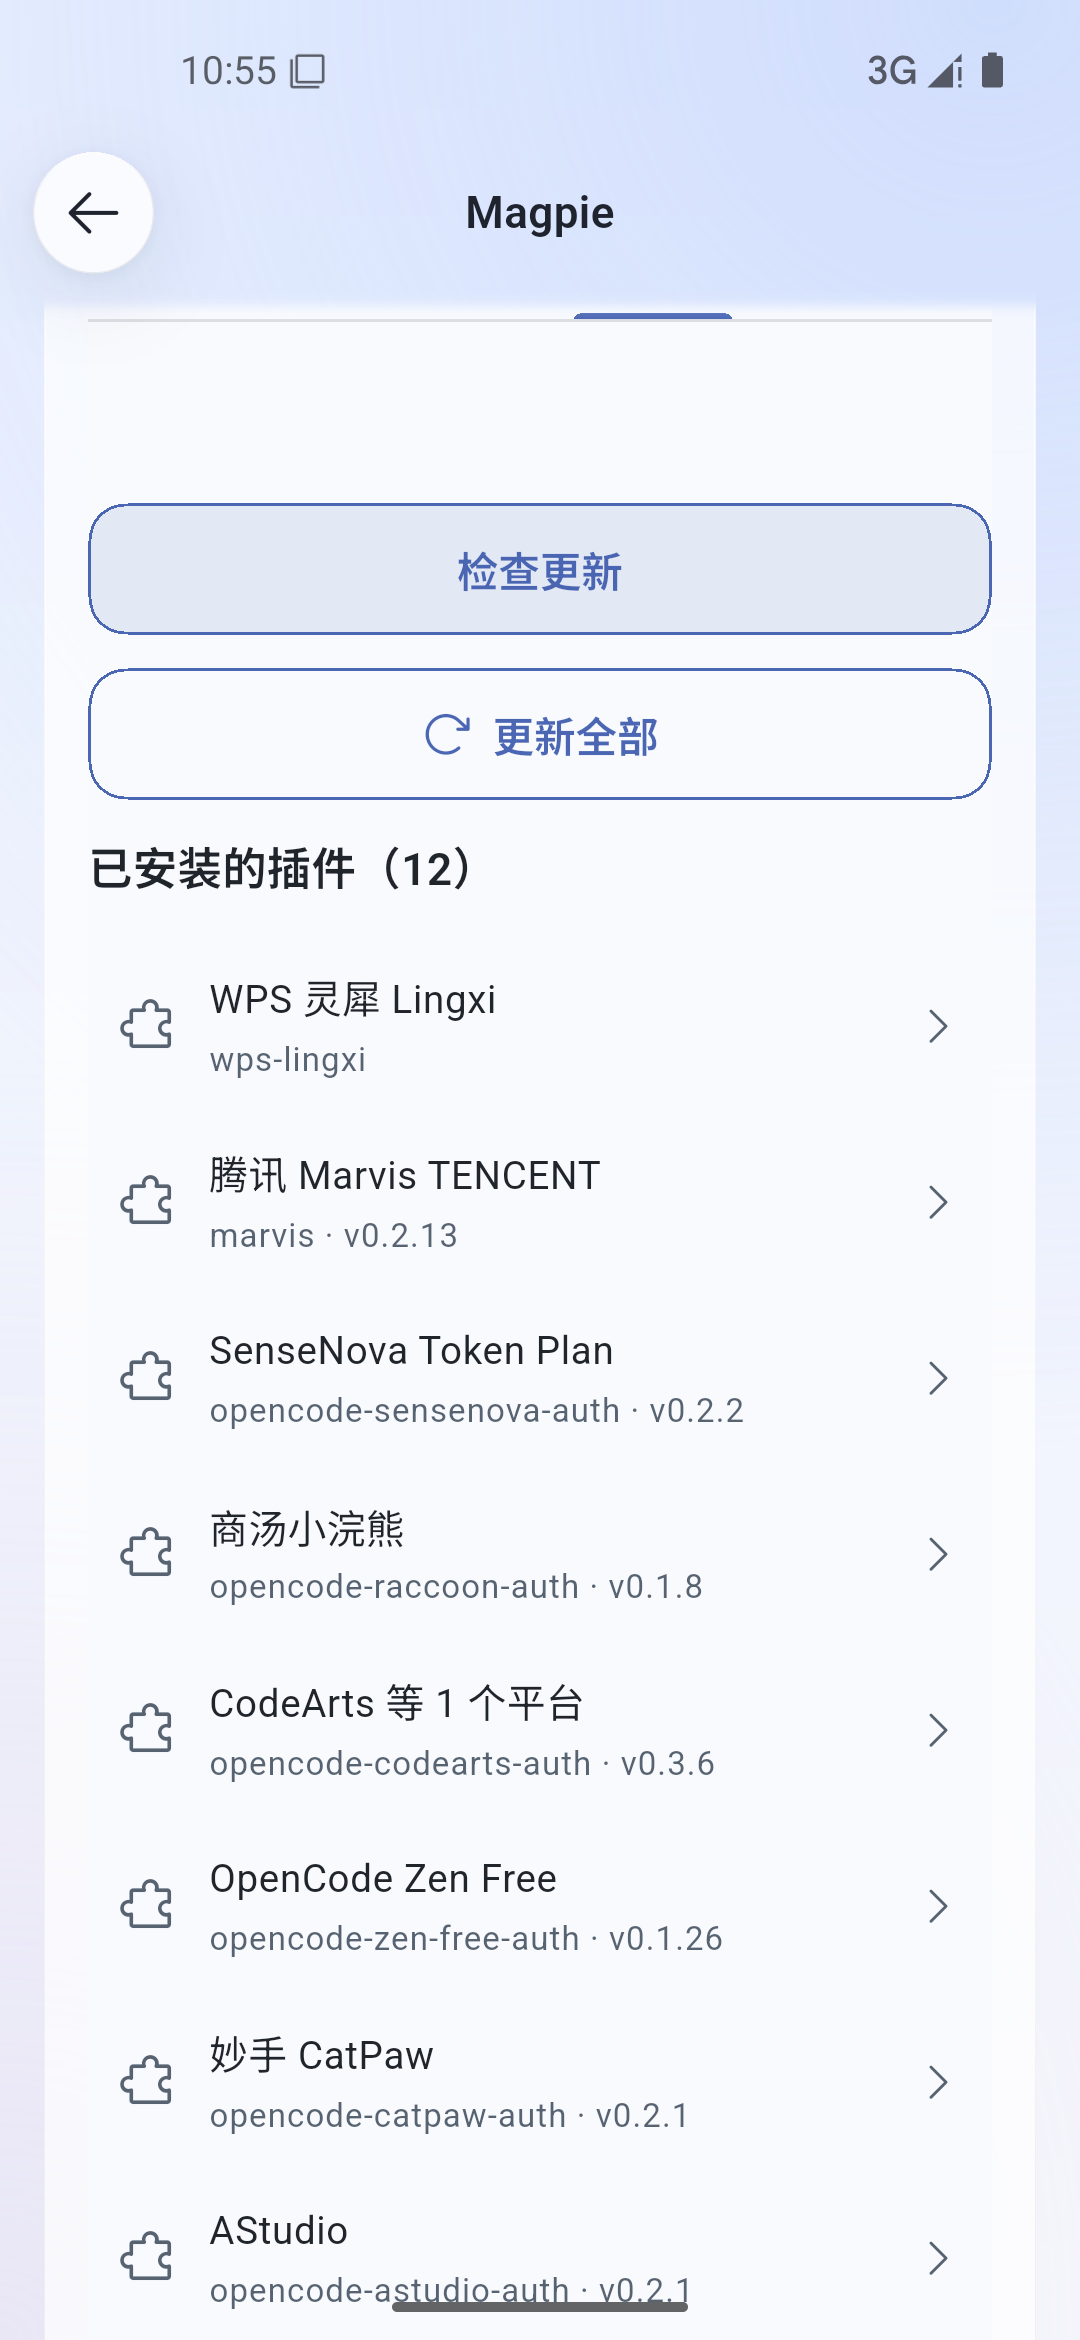 10:55
3G
Magpie
检查更新
更新全部
已安装的插件（12）
WPS 灵犀 Lingxi
wps-lingxi
腾讯 Marvis TENCENT
marvis · v0.2.13
SenseNova Token Plan
opencode-sensenova-auth · v0.2.2
商汤小浣熊
opencode-raccoon-auth · v0.1.8
CodeArts 等 1 个平台
opencode-codearts-auth · v0.3.6
OpenCode Zen Free
opencode-zen-free-auth · v0.1.26
妙手 CatPaw
opencode-catpaw-auth · v0.2.1
AStudio
opencode-astudio-auth · v0.2.1